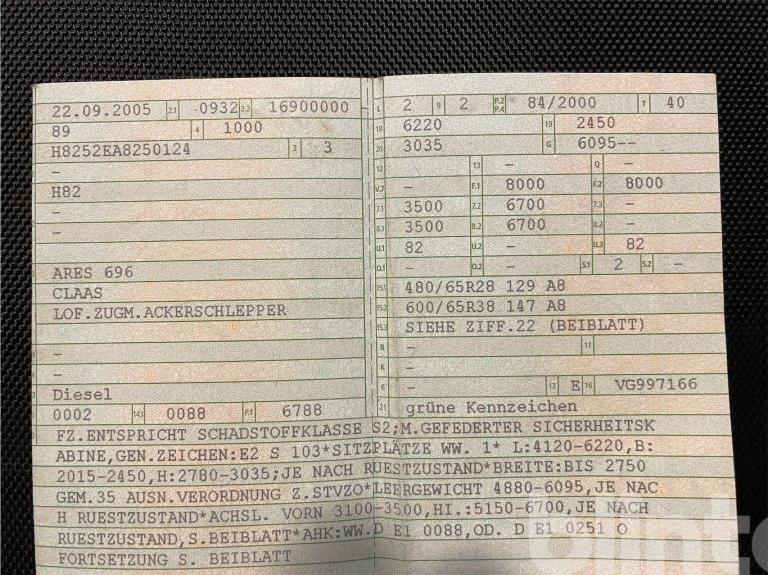 22.09.2005 2.1 0932 2.2 16900000 -
89 4 1000
H8252EA8250124 3 3
-
H82
-
-
ARES 696
CLAAS
LOF.ZUGM.ACKERSCHLEPPER
-
-
Diesel
0002 14.1 0088 P.1 6788
L 2 9 2 P.2 P.4 84/2000 T 40
18 6220 19 2450
20 3035 G 6095--
12 - 13 - Q -
V.7 - F.1 8000 F.2 8000
7.1 3500 7.2 6700 7.3 -
8.1 3500 8.2 6700 8.3 -
U.1 82 U.2 - U.3 82
O.1 - O.2 - S.1 2 S.2 -
15.1 480/65R28 129 A8
15.2 600/65R38 147 A8
15.3 SIEHE ZIFF.22 (BEIBLATT)
R - 11
K -
6 - 17 E 16 VG997166
21 grüne Kennzeichen
FZ.ENTSPRICHT SCHADSTOFFKLASSE S2;M.GEFEDERTER SICHERHEITSK
ABINE,GEN.ZEICHEN:E2 S 103*SITZPLÄTZE WW. 1* L:4120-6220,B:
2015-2450,H:2780-3035;JE NACH RUESTZUSTAND*BREITE:BIS 2750
GEM.35 AUSN.VERORDNUNG Z.STVZO*LEERGEWICHT 4880-6095,JE NAC
H RUESTZUSTAND*ACHSL. VORN 3100-3500,HI.:5150-6700,JE NACH
RUESTZUSTAND,S.BEIBLATT*AHK:WW.D E1 0088,OD. D E1 0251 O
FORTSETZUNG S. BEIBLATT